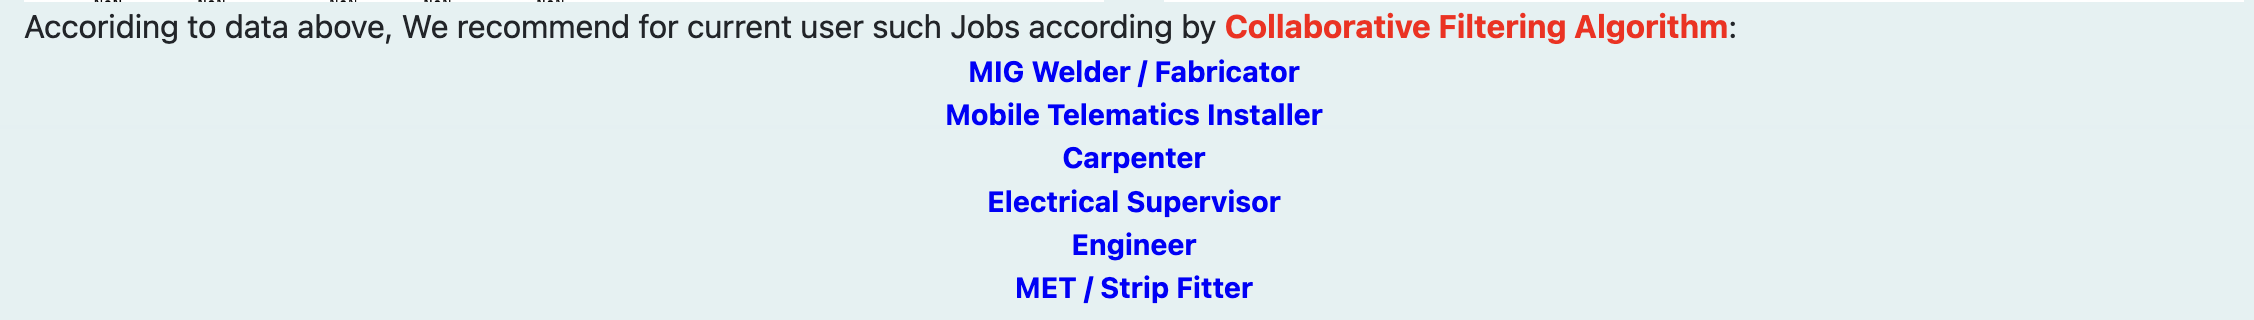 Accoriding to data above, We recommend for current user such Jobs according by Collaborative Filtering Algorithm:
MIG Welder / Fabricator
Mobile Telematics Installer
Carpenter
Electrical Supervisor
Engineer
MET / Strip Fitter